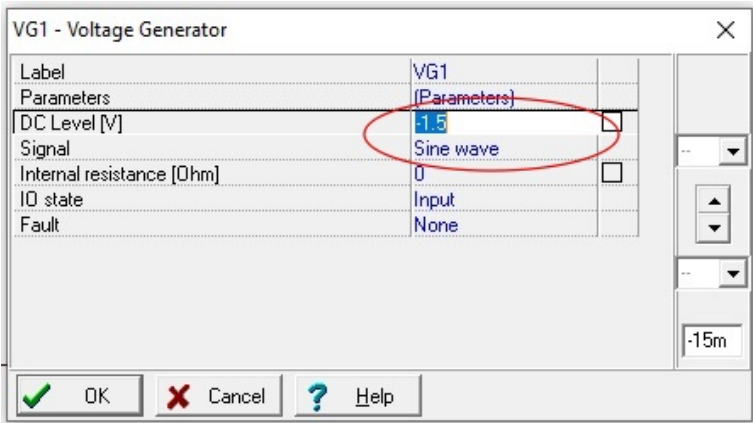 VG1 - Voltage Generator
Label VG1
Parameters (Parameters)
DC Level [V] -1.5
Signal Sine wave
Internal resistance [Ohm] 0
IO state Input
Fault None
--
--
-15m
OK Cancel ? Help